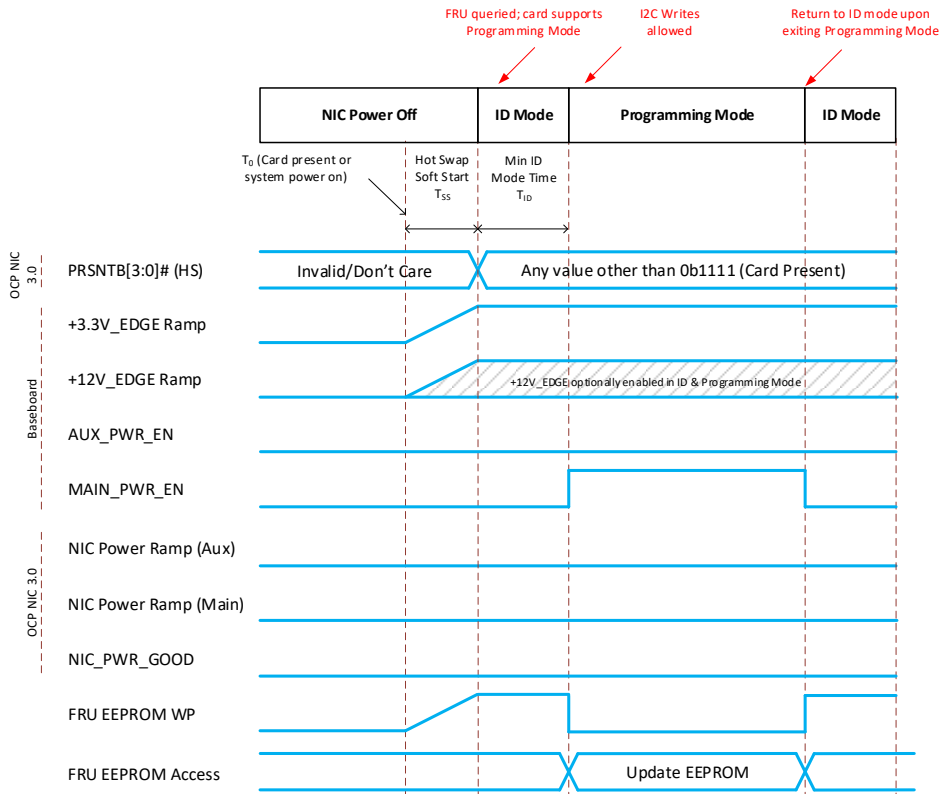 FRU queried; card supports
Programming Mode
I2C Writes
allowed
Return to ID mode upon
exiting Programming Mode
NIC Power Off
ID Mode
Programming Mode
ID Mode
T₀ (Card present or
system power on)
Hot Swap
Soft Start
Tss
Min ID
Mode Time
TID
OCP NIC
3.0
PRSNTB[3:0]# (HS)
Invalid/Don't Care
Any value other than 0b1111 (Card Present)
Baseboard
+3.3V_EDGE Ramp
+12V_EDGE Ramp
+12V_EDGE optionally enabled in ID & Programming Mode
AUX_PWR_EN
MAIN_PWR_EN
OCP NIC 3.0
NIC Power Ramp (Aux)
NIC Power Ramp (Main)
NIC_PWR_GOOD
FRU EEPROM WP
FRU EEPROM Access
Update EEPROM